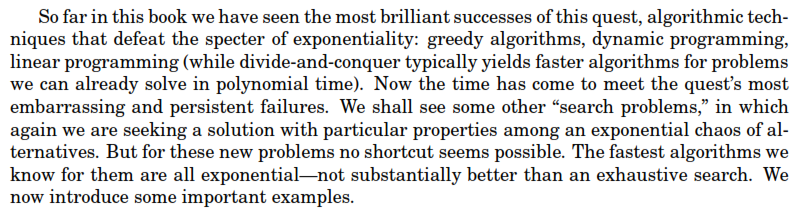 So far in this book we have seen the most brilliant successes of this quest, algorithmic tech-
niques that defeat the specter of exponentiality: greedy algorithms, dynamic programming,
linear programming (while divide-and-conquer typically yields faster algorithms for problems
we can already solve in polynomial time). Now the time has come to meet the quest's most
embarrassing and persistent failures. We shall see some other “search problems,” in which
again we are seeking a solution with particular properties among an exponential chaos of al-
ternatives. But for these new problems no shortcut seems possible. The fastest algorithms we
know for them are all exponential—not substantially better than an exhaustive search. We
now introduce some important examples.